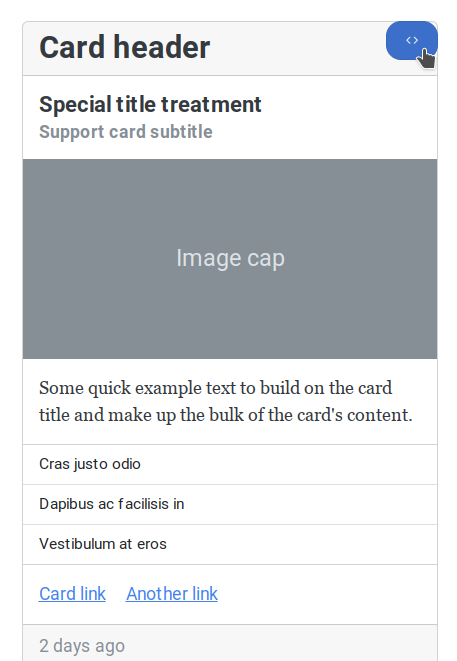 Card header
< >
Special title treatment
Support card subtitle
Image cap
Some quick example text to build on the card
title and make up the bulk of the card's content.
Cras justo odio
Dapibus ac facilisis in
Vestibulum at eros
Card link Another link
2 days ago